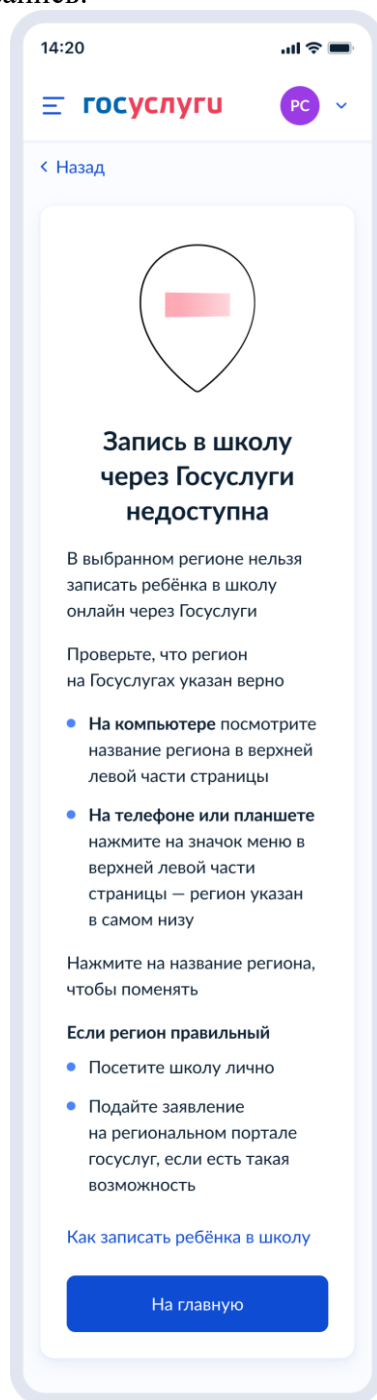 14:20
госуслуги
РС
Назад
Запись в школу
через Госуслуги
недоступна
В выбранном регионе нельзя
записать ребёнка в школу
онлайн через Госуслуги
Проверьте, что регион
на Госуслугах указан верно
На компьютере посмотрите
название региона в верхней
левой части страницы
На телефоне или планшете
нажмите на значок меню в
верхней левой части
страницы — регион указан
в самом низу
Нажмите на название региона,
чтобы поменять
Если регион правильный
Посетите школу лично
Подайте заявление
на региональном портале
госуслуг, если есть такая
возможность
Как записать ребёнка в школу
На главную